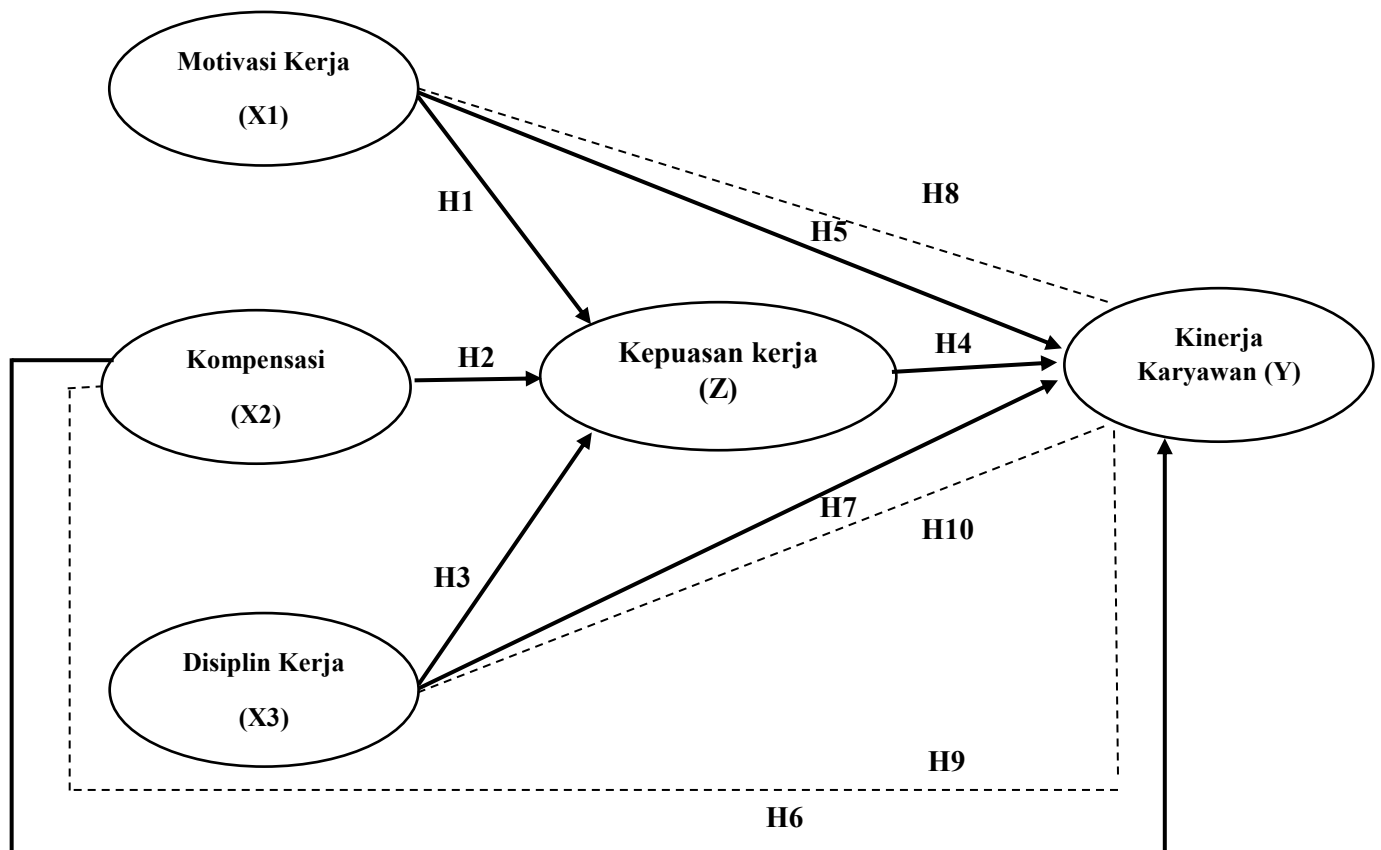 Motivasi Kerja
(X1)
H8
H1
H5
Kompensasi
(X2)
H2
Kepuasan kerja
(Z)
H4
Kinerja
Karyawan (Y)
H7
H10
H3
Disiplin Kerja
(X3)
H9
H6